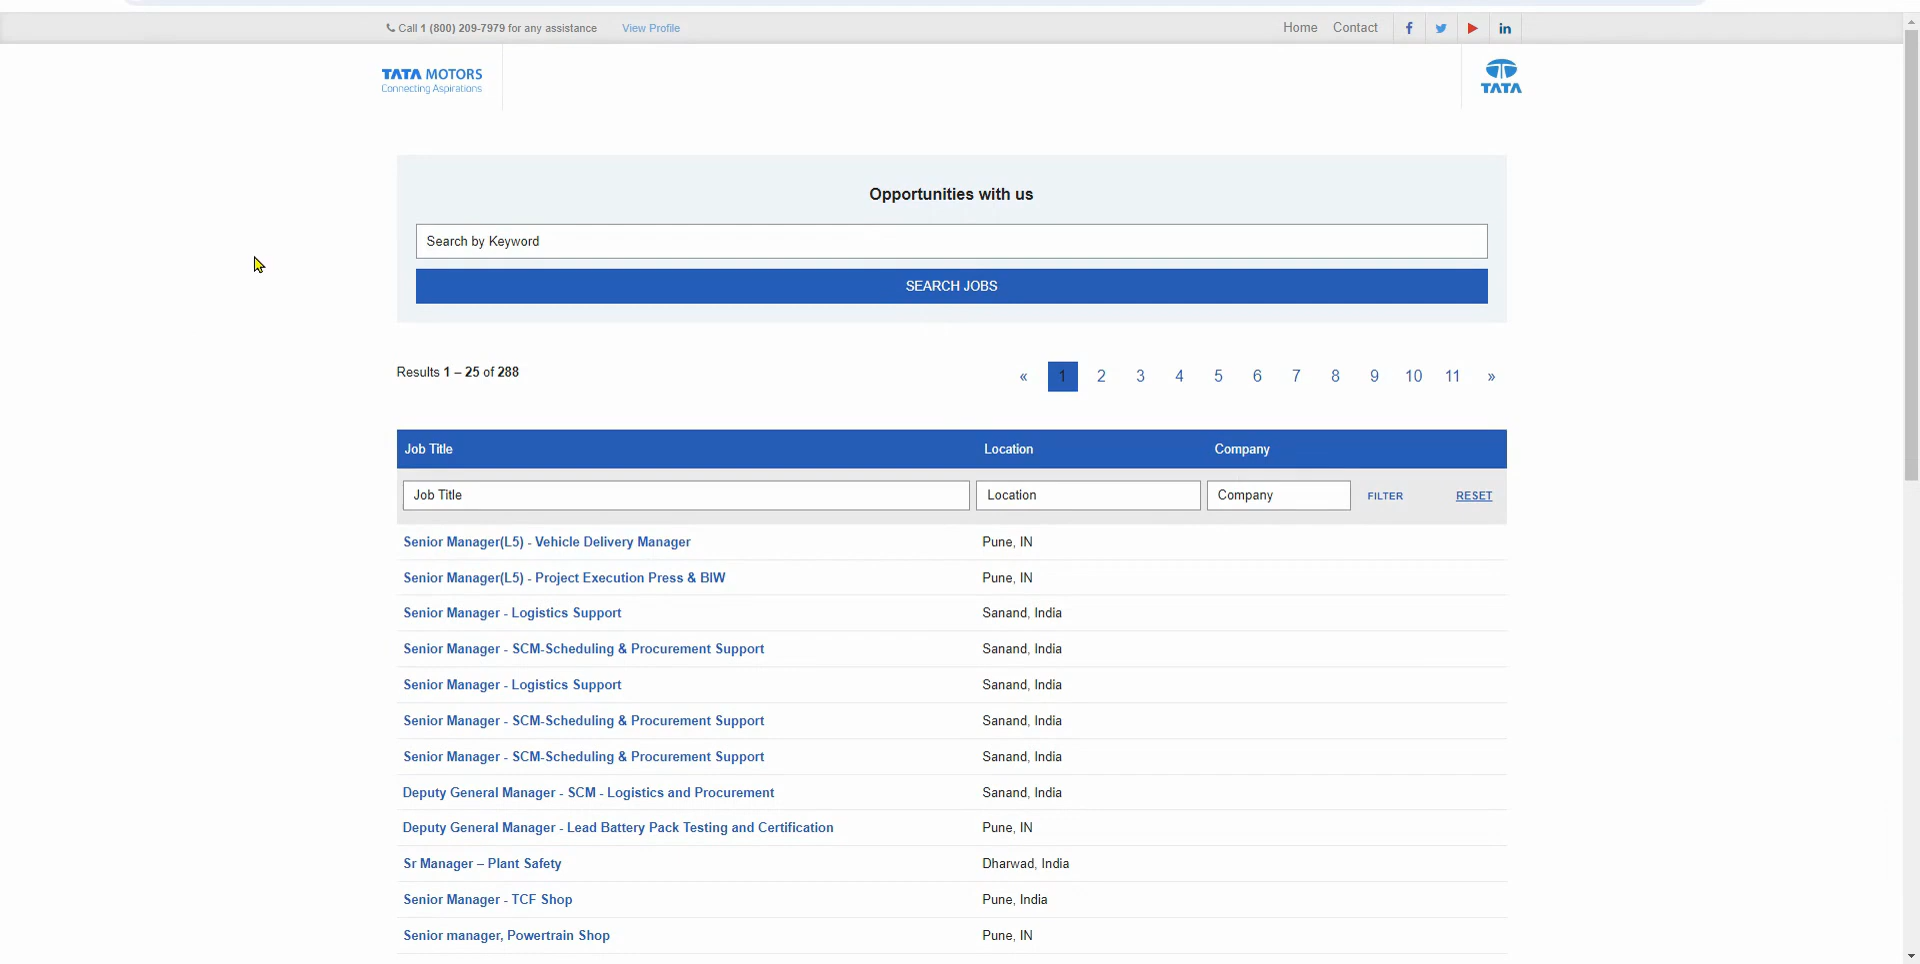 Call 1 (800) 209-7979 for any assistance View Profile Home Contact
TATA MOTORS
Connecting Aspirations
TATA
Opportunities with us
Search by Keyword
SEARCH JOBS
Results 1 – 25 of 288 « 1 2 3 4 5 6 7 8 9 10 11 »
Job Title Location Company
Job Title Location Company FILTER RESET
Senior Manager(L5) - Vehicle Delivery Manager Pune, IN
Senior Manager(L5) - Project Execution Press & BIW Pune, IN
Senior Manager - Logistics Support Sanand, India
Senior Manager - SCM-Scheduling & Procurement Support Sanand, India
Senior Manager - Logistics Support Sanand, India
Senior Manager - SCM-Scheduling & Procurement Support Sanand, India
Senior Manager - SCM-Scheduling & Procurement Support Sanand, India
Deputy General Manager - SCM - Logistics and Procurement Sanand, India
Deputy General Manager - Lead Battery Pack Testing and Certification Pune, IN
Sr Manager – Plant Safety Dharwad, India
Senior Manager - TCF Shop Pune, India
Senior manager, Powertrain Shop Pune, IN